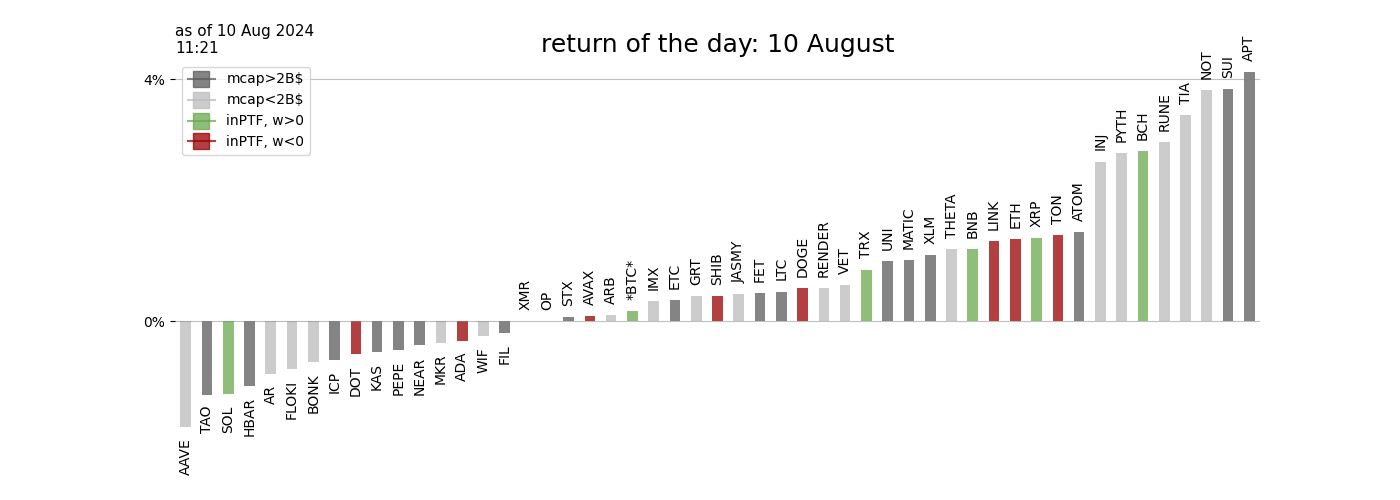 as of 10 Aug 2024
11:21
return of the day: 10 August
mcap>2B$
mcap<2B$
inPTF, w>0
inPTF, w<0
4%
0%
AAVE
TAO
SOL
HBAR
AR
FLOKI
BONK
ICP
DOT
KAS
PEPE
NEAR
MKR
ADA
WIF
FIL
XMR
OP
STX
AVAX
ARB
*BTC*
IMX
ETC
GRT
SHIB
JASMY
FET
LTC
DOGE
RENDER
VET
TRX
UNI
MATIC
XLM
THETA
BNB
LINK
ETH
XRP
TON
ATOM
INJ
PYTH
BCH
RUNE
TIA
NOT
SUI
APT